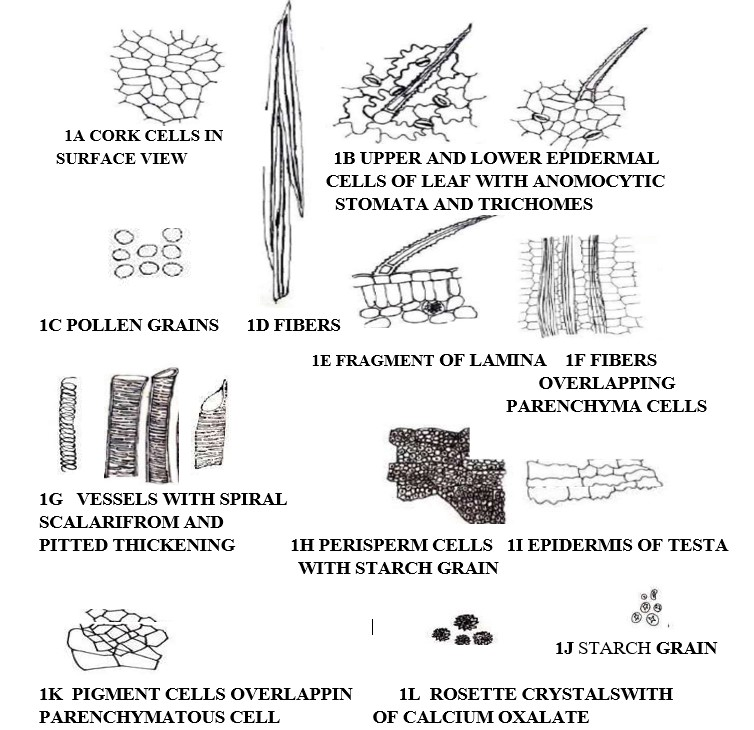 1A CORK CELLS IN
SURFACE VIEW
1B UPPER AND LOWER EPIDERMAL
CELLS OF LEAF WITH ANOMOCYTIC
STOMATA AND TRICHOMES
1C POLLEN GRAINS
1D FIBERS
1E FRAGMENT OF LAMINA
1F FIBERS
OVERLAPPING
PARENCHYMA CELLS
1G VESSELS WITH SPIRAL
SCALARIFROM AND
PITTED THICKENING
1H PERISPERM CELLS
WITH STARCH GRAIN
1I EPIDERMIS OF TESTA
1J STARCH GRAIN
1K PIGMENT CELLS OVERLAPPIN
PARENCHYMATOUS CELL
1L ROSETTE CRYSTALSWITH
OF CALCIUM OXALATE